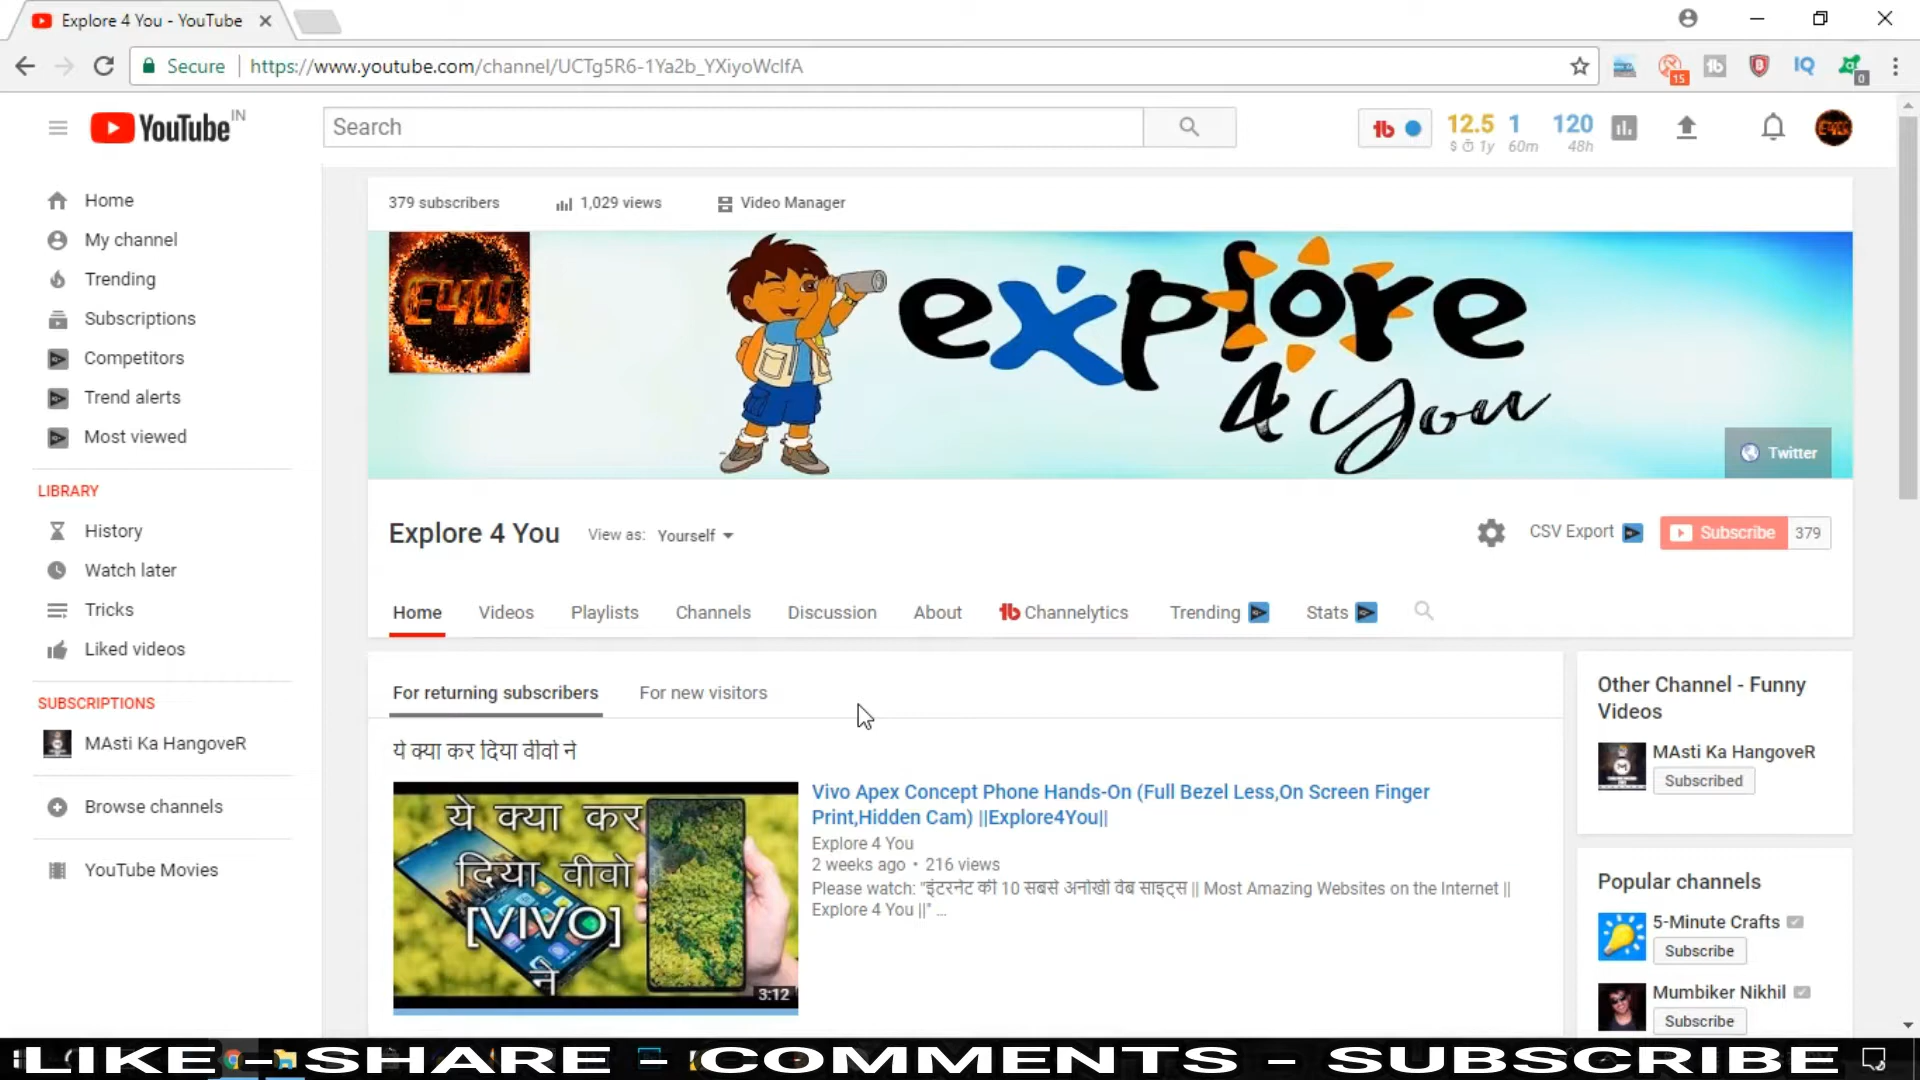 Explore 4 You - YouTube
Secure
https://www.youtube.com/channel/UCTg5R6-1Ya2b_YXiyoWcIfA
15
IQ
0
YouTube IN
Search
12.5 1 120
$ 1y 60m 48h
E4U
Home
My channel
Trending
Subscriptions
Competitors
Trend alerts
Most viewed
LIBRARY
History
Watch later
Tricks
Liked videos
SUBSCRIPTIONS
MAsti Ka HangoveR
Browse channels
YouTube Movies
379 subscribers
1,029 views
Video Manager
E4U
explore
4 You
Twitter
Explore 4 You
View as: Yourself
CSV Export
Subscribe 379
Home Videos Playlists Channels Discussion About Channelytics Trending Stats
For returning subscribers
For new visitors
ये क्या कर दिया वीवो ने
ये क्या कर
दिया वीवो
[VIVO]
ने
3:12
Vivo Apex Concept Phone Hands-On (Full Bezel Less,On Screen Finger
Print,Hidden Cam) ||Explore4You||
Explore 4 You
2 weeks ago • 216 views
Please watch: "इंटरनेट की 10 सबसे अनोखी वेब साइट्स || Most Amazing Websites on the Internet ||
Explore 4 You ||" ...
Other Channel - Funny
Videos
MAsti Ka HangoveR
Subscribed
Popular channels
5-Minute Crafts
Subscribe
Mumbiker Nikhil
Subscribe
LIKE - SHARE - COMMENTS - SUBSCRIBE